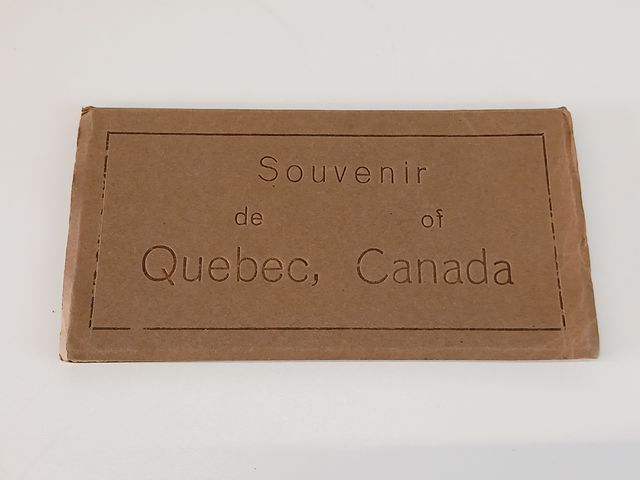 Souvenir
de of
Quebec, Canada